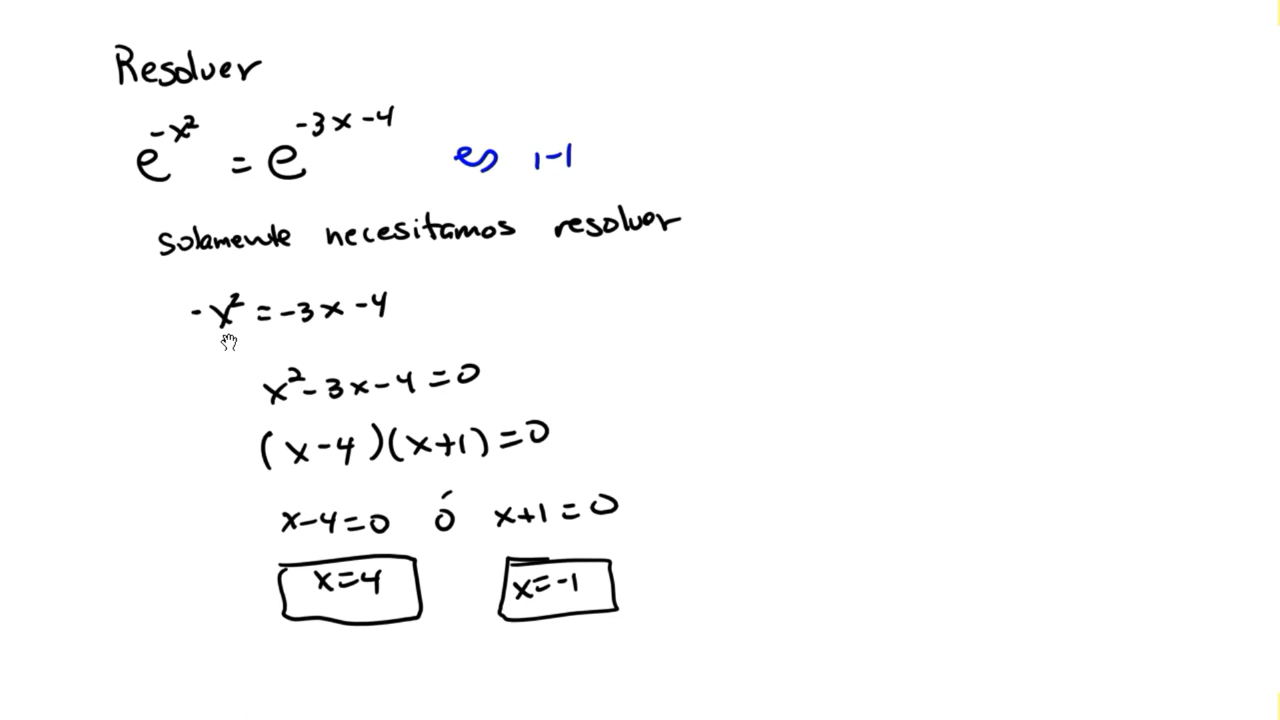 Resolver
e^{-x^2} = e^{-3x-4} es 1-1
solamente necesitamos resolver
-x² = -3x -4
x² - 3x - 4 = 0
(x-4)(x+1) = 0
x-4=0 ó x+1=0
x=4 x=-1